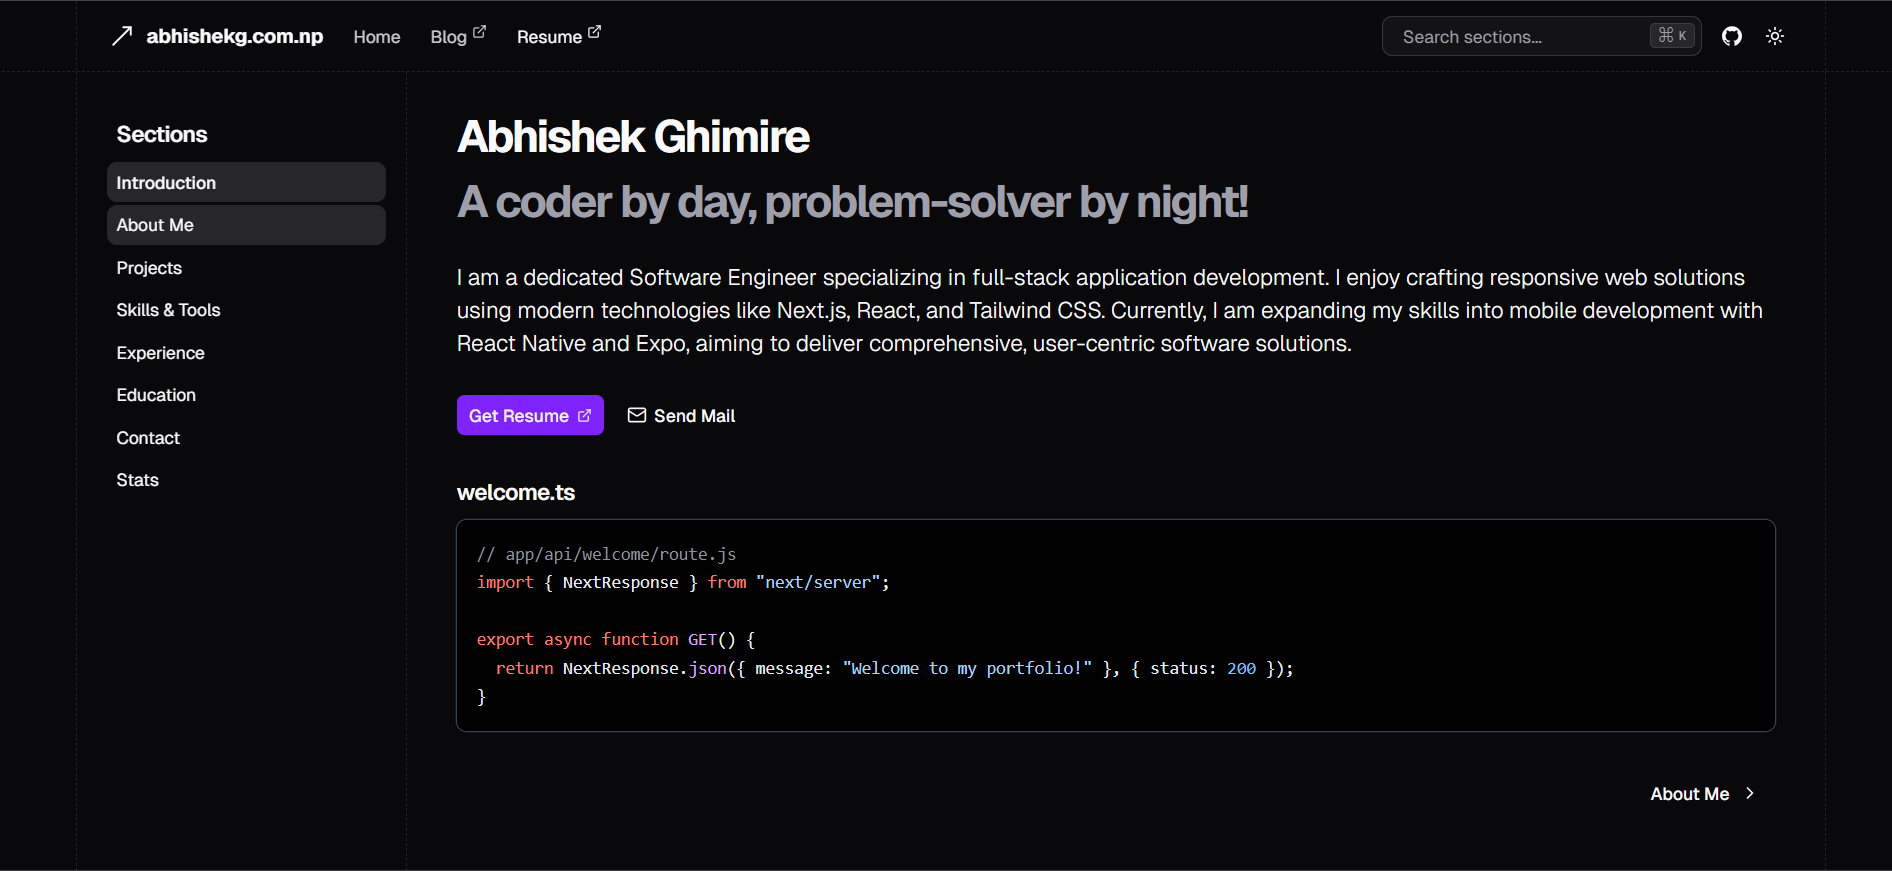 abhishekg.com.np Home Blog Resume Search sections... ⌘ K
Sections
Introduction
About Me
Projects
Skills & Tools
Experience
Education
Contact
Stats
Abhishek Ghimire
A coder by day, problem-solver by night!
I am a dedicated Software Engineer specializing in full-stack application development. I enjoy crafting responsive web solutions
using modern technologies like Next.js, React, and Tailwind CSS. Currently, I am expanding my skills into mobile development with
React Native and Expo, aiming to deliver comprehensive, user-centric software solutions.
Get Resume Send Mail
welcome.ts
// app/api/welcome/route.js
import { NextResponse } from "next/server";
export async function GET() {
  return NextResponse.json({ message: "Welcome to my portfolio!" }, { status: 200 });
}
About Me